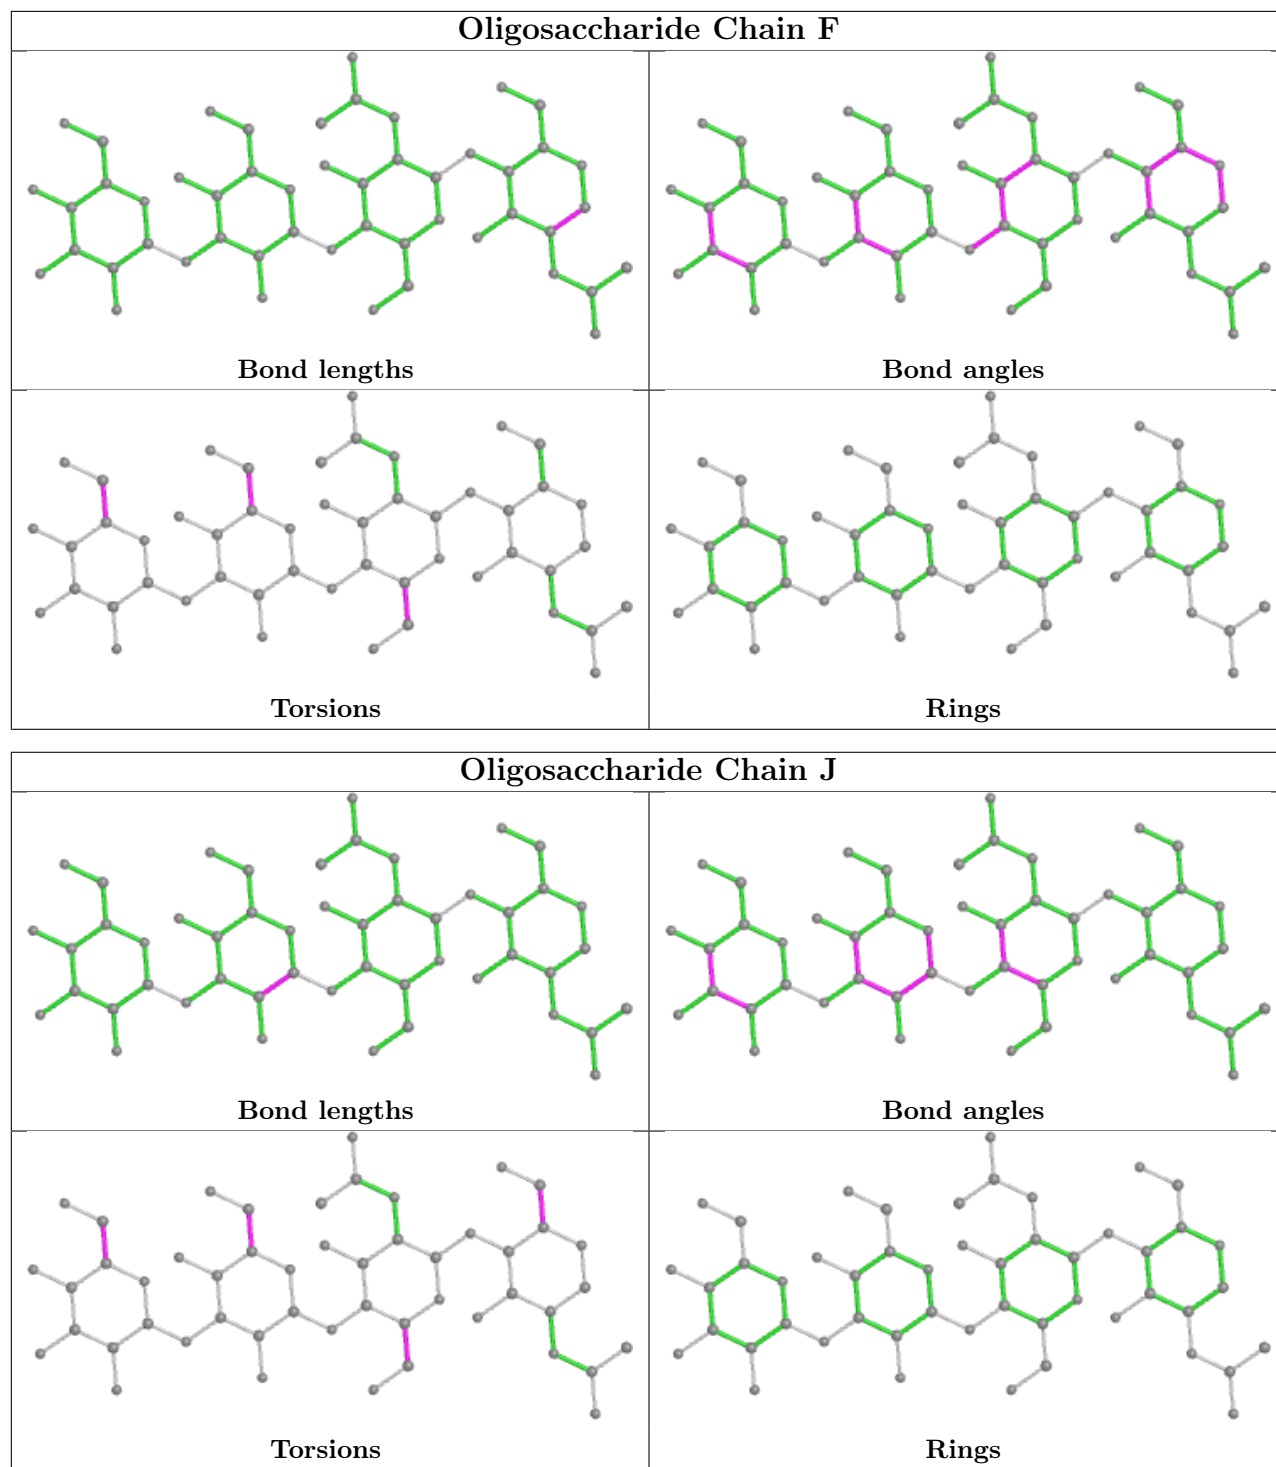 Oligosaccharide Chain F
Bond lengths
Bond angles
Torsions
Rings
Oligosaccharide Chain J
Bond lengths
Bond angles
Torsions
Rings